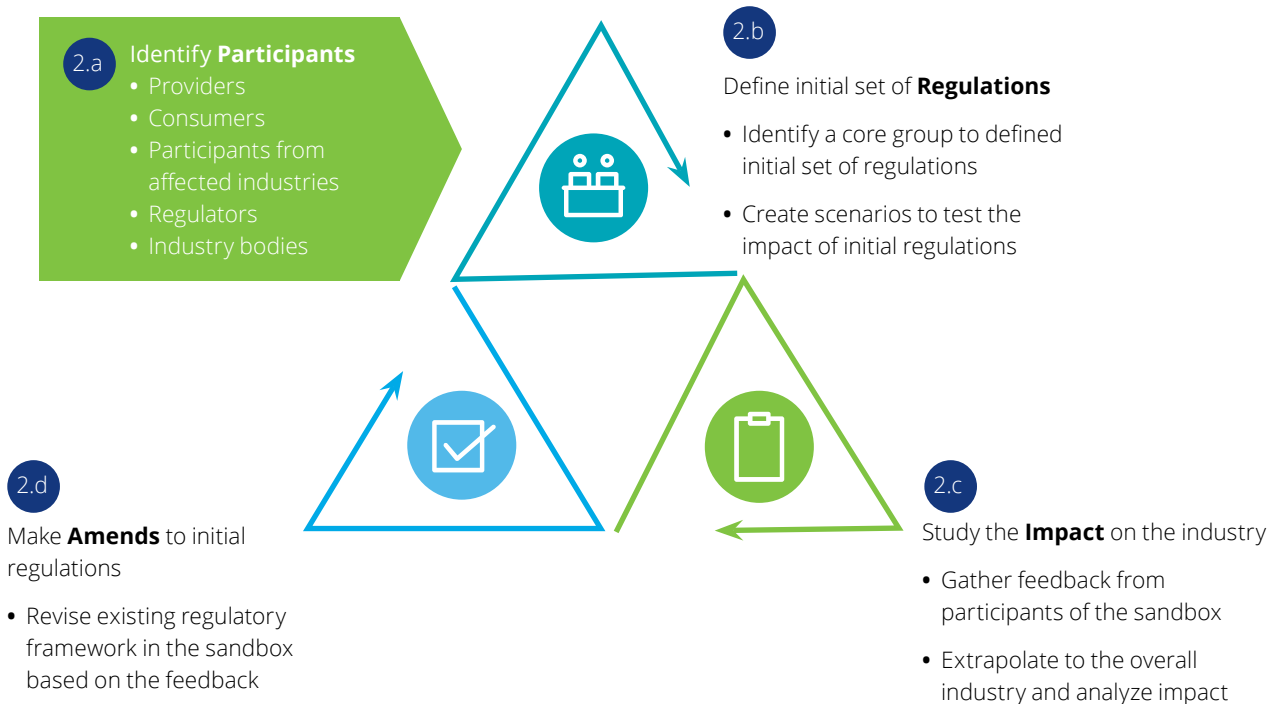 2.a
Identify Participants
• Providers
• Consumers
• Participants from
affected industries
• Regulators
• Industry bodies
2.b
Define initial set of Regulations
• Identify a core group to defined
initial set of regulations
• Create scenarios to test the
impact of initial regulations
2.c
Study the Impact on the industry
• Gather feedback from
participants of the sandbox
• Extrapolate to the overall
industry and analyze impact
2.d
Make Amends to initial
regulations
• Revise existing regulatory
framework in the sandbox
based on the feedback